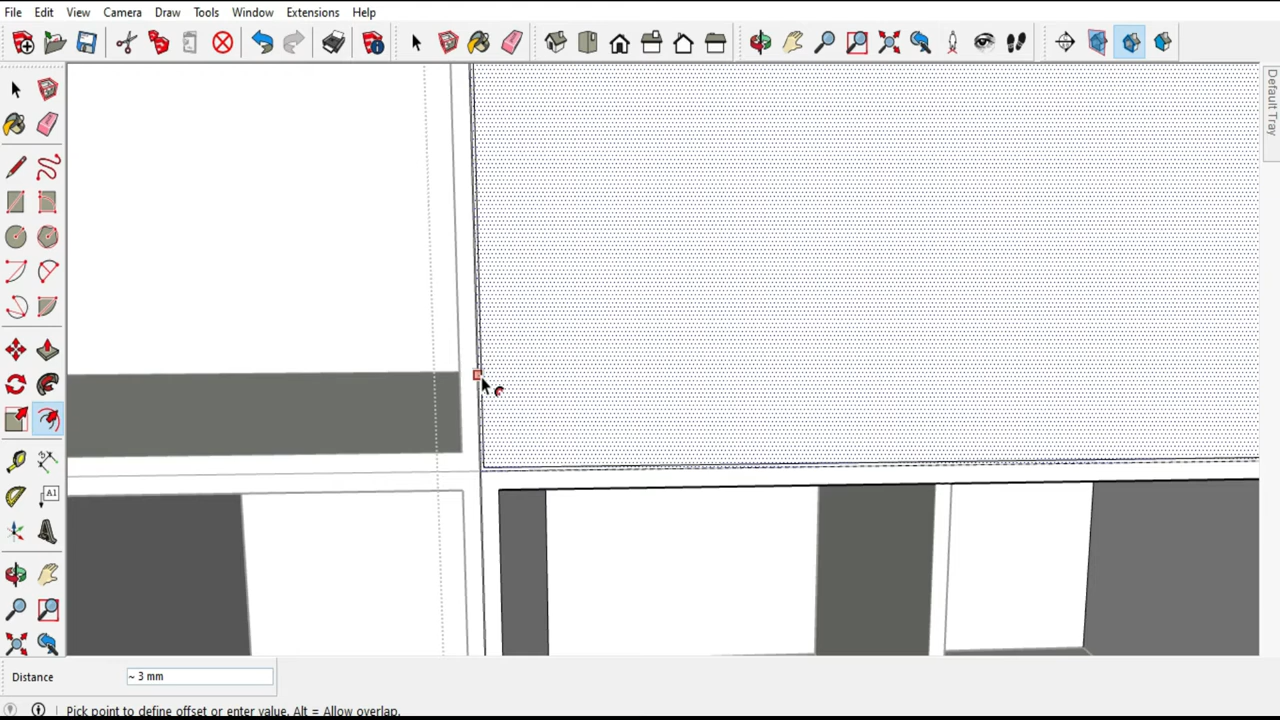 File Edit View Camera Draw Tools Window Extensions Help
Default Tray
A1
Distance ~ 3 mm
Pick point to define offset or enter value. Alt = Allow overlap.